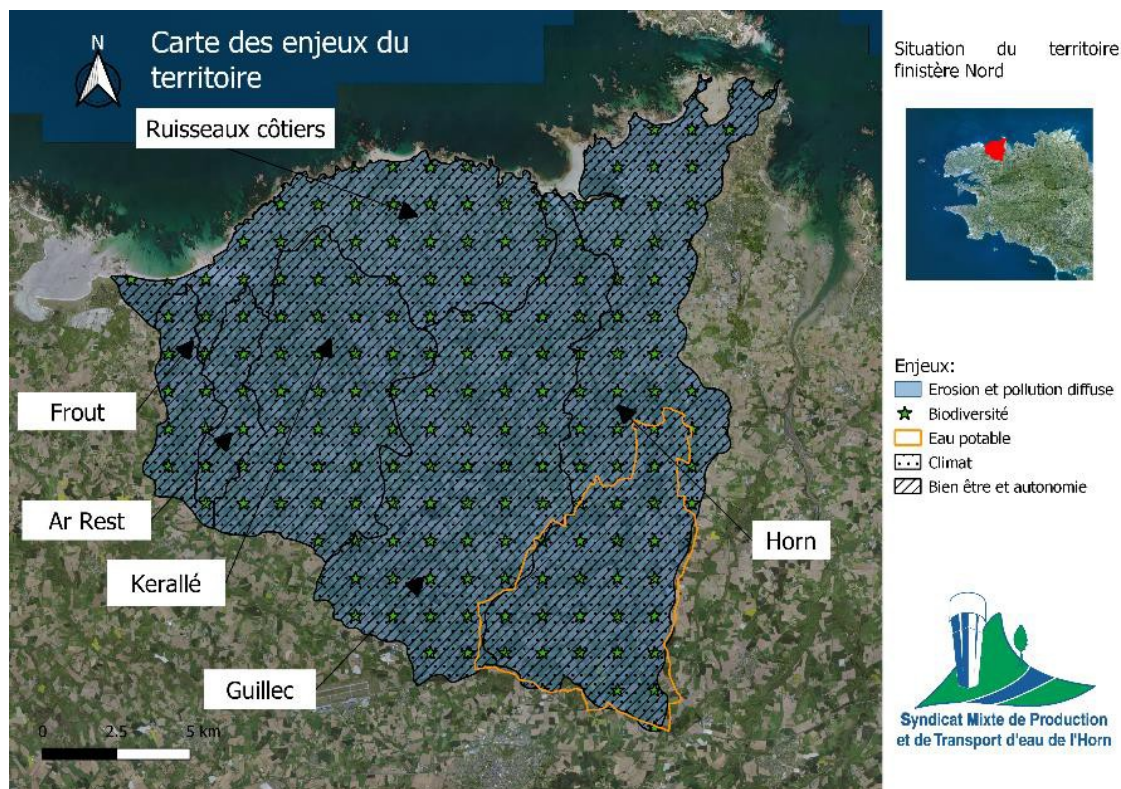 N
Carte des enjeux du
territoire
Ruisseaux côtiers
Frout
Ar Rest
Kerallé
Guillec
Horn
0 2.5 5 km
Situation du territoire
finistère Nord
Enjeux:
Erosion et pollution diffuse
Biodiversité
Eau potable
Climat
Bien être et autonomie
Syndicat Mixte de Production
et de Transport d'eau de l'Horn